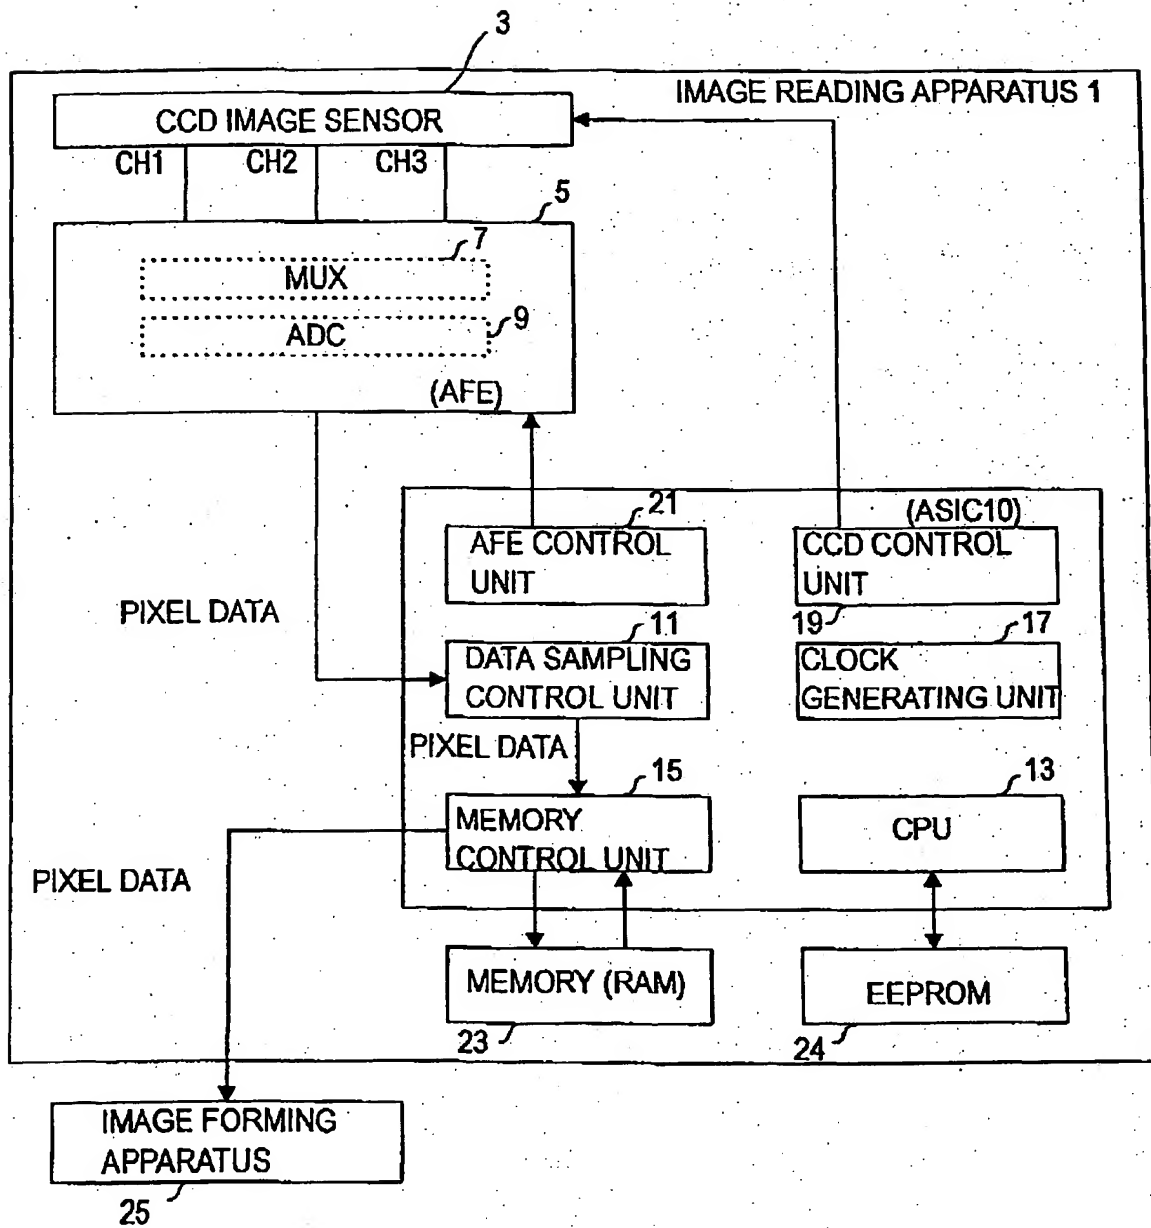 3
IMAGE READING APPARATUS 1
CCD IMAGE SENSOR
CH1
CH2
CH3
5
7
MUX
9
ADC
(AFE)
(ASIC10)
21
AFE CONTROL
UNIT
CCD CONTROL
UNIT
19
PIXEL DATA
11
DATA SAMPLING
CONTROL UNIT
17
CLOCK
GENERATING UNIT
PIXEL DATA
15
MEMORY
CONTROL UNIT
13
CPU
PIXEL DATA
MEMORY (RAM)
23
EEPROM
24
IMAGE FORMING
APPARATUS
25